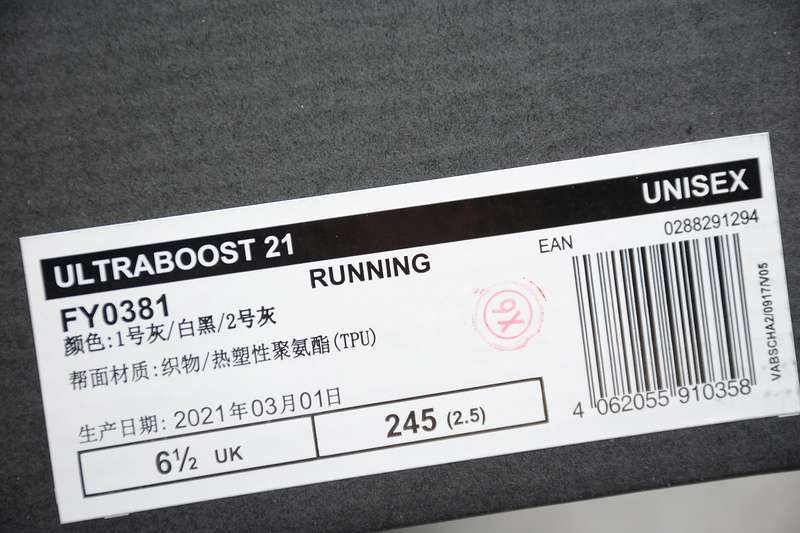 ULTRABOOST 21 UNISEX
FY0381 RUNNING EAN 0288291294
颜色:1号灰/白黑/2号灰
帮面材质:织物/热塑性聚氨酯(TPU)
生产日期: 2021年03月01日
6½ UK 245 (2.5)
4 062055 910358
VABSCHA2/0917/V05